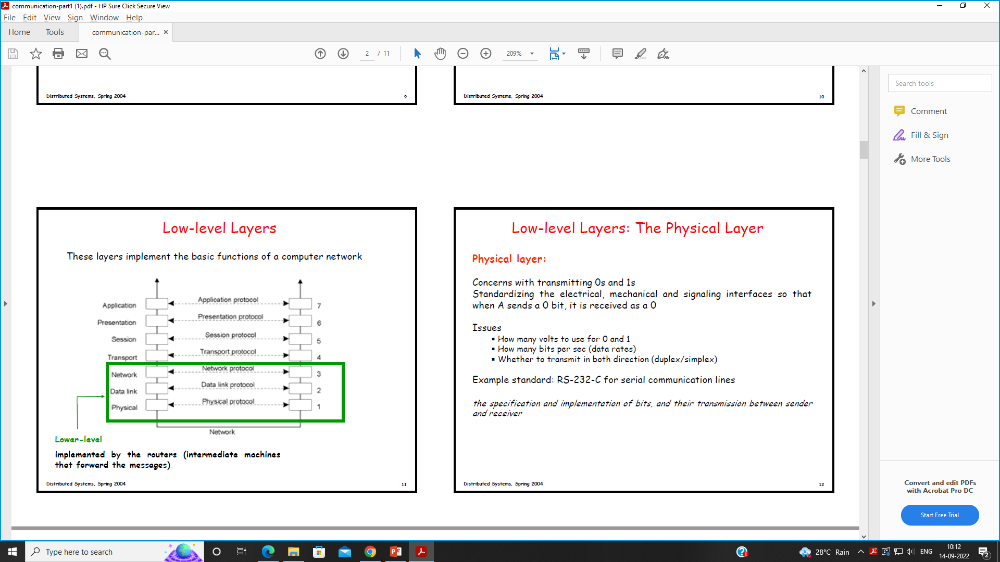 communication-part1 (1).pdf - HP Sure Click Secure View
File Edit View Sign Window Help
Home Tools communication-par... ×
2 / 11 209%
Distributed Systems, Spring 2004 9
Distributed Systems, Spring 2004 10
Low-level Layers
These layers implement the basic functions of a computer network
Application Application protocol 7
Presentation Presentation protocol 6
Session Session protocol 5
Transport Transport protocol 4
Network Network protocol 3
Data link Data link protocol 2
Physical Physical protocol 1
Network
Lower-level
implemented by the routers (intermediate machines
that forward the messages)
Distributed Systems, Spring 2004 11
Low-level Layers: The Physical Layer
Physical layer:
Concerns with transmitting 0s and 1s
Standardizing the electrical, mechanical and signaling interfaces so that
when A sends a 0 bit, it is received as a 0
Issues
▪ How many volts to use for 0 and 1
▪ How many bits per sec (data rates)
▪ Whether to transmit in both direction (duplex/simplex)
Example standard: RS-232-C for serial communication lines
the specification and implementation of bits, and their transmission between sender
and receiver
Distributed Systems, Spring 2004 12
Search tools
Comment
Fill & Sign
More Tools
Convert and edit PDFs
with Acrobat Pro DC
Start Free Trial
Type here to search
28°C Rain
ENG
10:12
14-09-2022
2